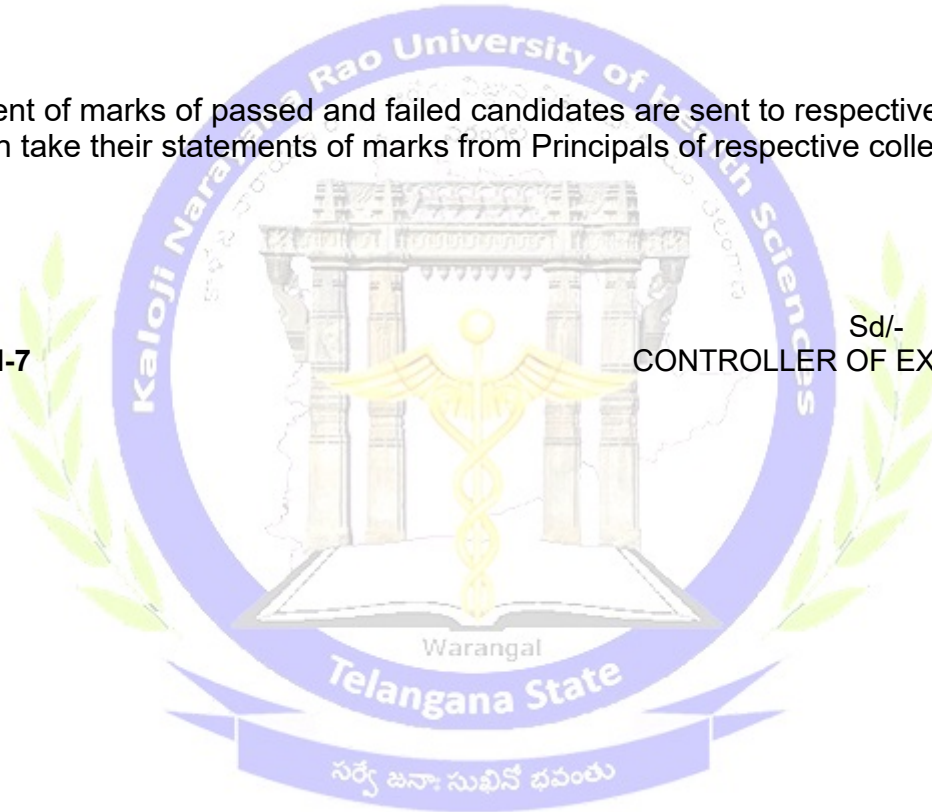 ent of marks of passed and failed candidates are sent to respective
n take their statements of marks from Principals of respective colle
Sd/-
-7
CONTROLLER OF EX
Kaloji Narayana Rao University of Health Sciences
Warangal
Telangana State
సర్వే జనాః సుఖినో భవంతు